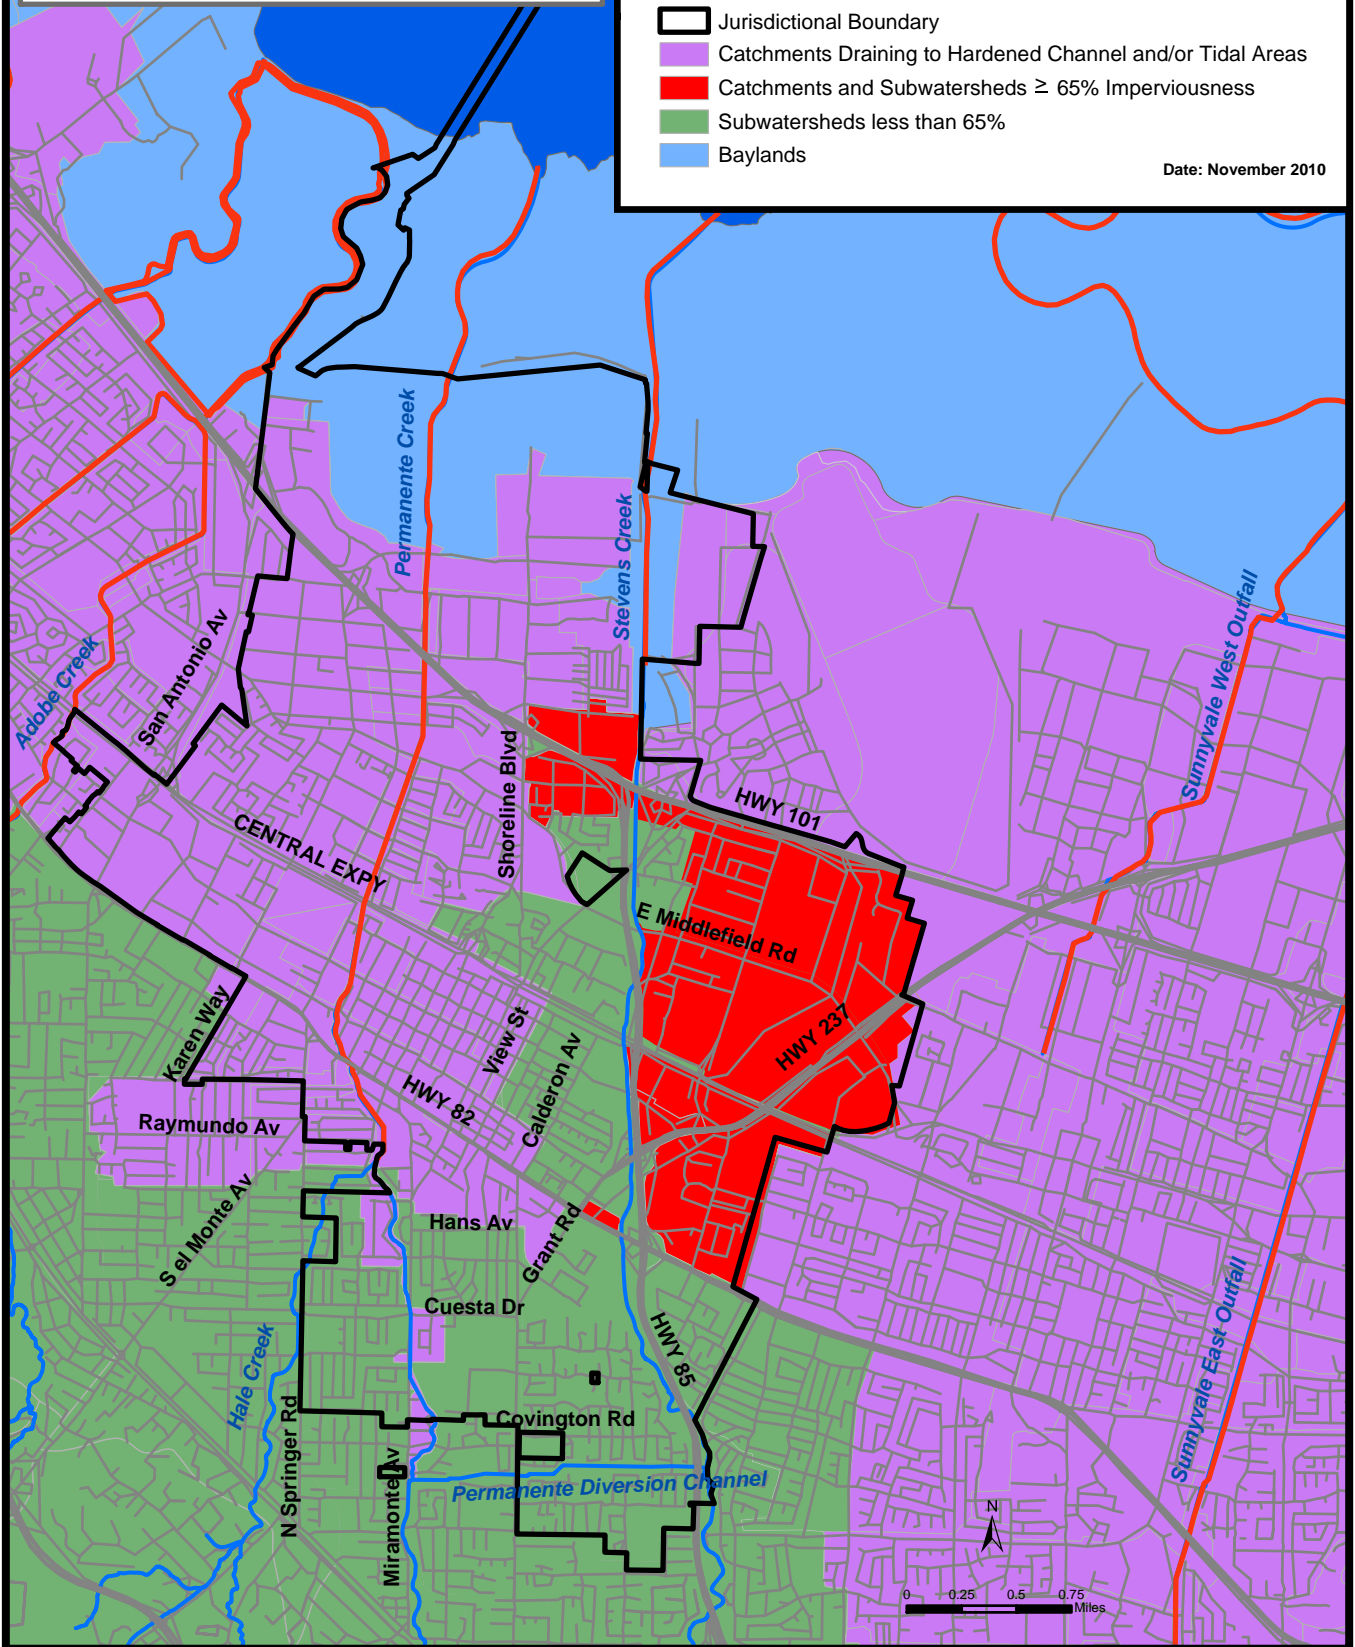 Jurisdictional Boundary
Catchments Draining to Hardened Channel and/or Tidal Areas
Catchments and Subwatersheds ≥ 65% Imperviousness
Subwatersheds less than 65%
Baylands
Date: November 2010
Permanente Creek
Stevens Creek
Adobe Creek
San Antonio Av
Sunnyvale West Outfall
Shoreline Blvd
HWY 101
CENTRAL EXPY
E Middlefield Rd
Karen Way
View St
Calderon Av
HWY 237
HWY 82
Raymundo Av
S el Monte Av
Hans Av
Grant Rd
Cuesta Dr
HWY 85
Hale Creek
N Springer Rd
Covington Rd
Miramonte Av
Permanente Diversion Channel
Sunnyvale East Outfall
N
0 0.25 0.5 0.75
Miles